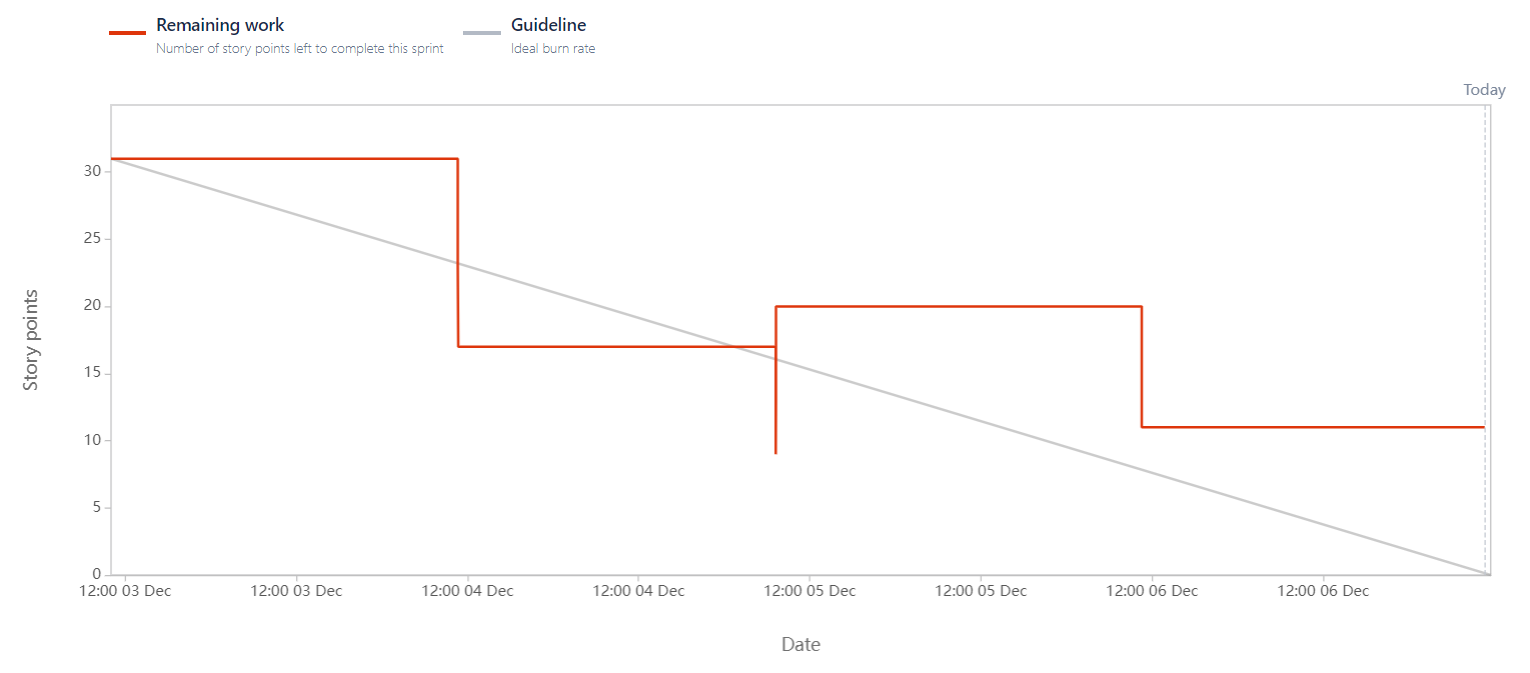 Remaining work
Number of story points left to complete this sprint
Guideline
Ideal burn rate
Today
30
25
20
15
10
5
0
Story points
12:00 03 Dec
12:00 03 Dec
12:00 04 Dec
12:00 04 Dec
12:00 05 Dec
12:00 05 Dec
12:00 06 Dec
12:00 06 Dec
Date